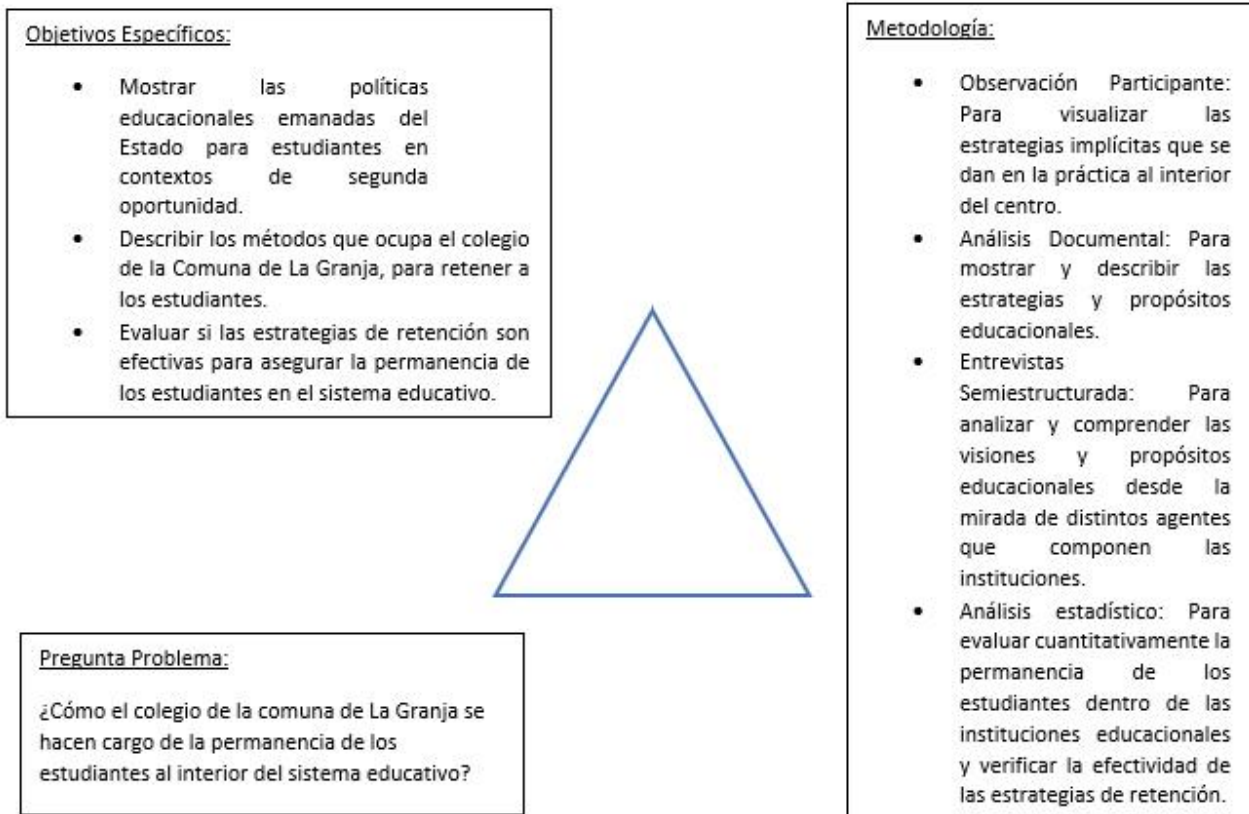 Objetivos Específicos:
• Mostrar las políticas
educacionales emanadas del
Estado para estudiantes en
contextos de segunda
oportunidad.
• Describir los métodos que ocupa el colegio
de la Comuna de La Granja, para retener a
los estudiantes.
• Evaluar si las estrategias de retención son
efectivas para asegurar la permanencia de
los estudiantes en el sistema educativo.
Pregunta Problema:
¿Cómo el colegio de la comuna de La Granja se
hacen cargo de la permanencia de los
estudiantes al interior del sistema educativo?
Metodología:
• Observación Participante:
Para visualizar las
estrategias implícitas que se
dan en la práctica al interior
del centro.
• Análisis Documental: Para
mostrar y describir las
estrategias y propósitos
educacionales.
• Entrevistas
Semiestructurada: Para
analizar y comprender las
visiones y propósitos
educacionales desde la
mirada de distintos agentes
que componen las
instituciones.
• Análisis estadístico: Para
evaluar cuantitativamente la
permanencia de los
estudiantes dentro de las
instituciones educacionales
y verificar la efectividad de
las estrategias de retención.